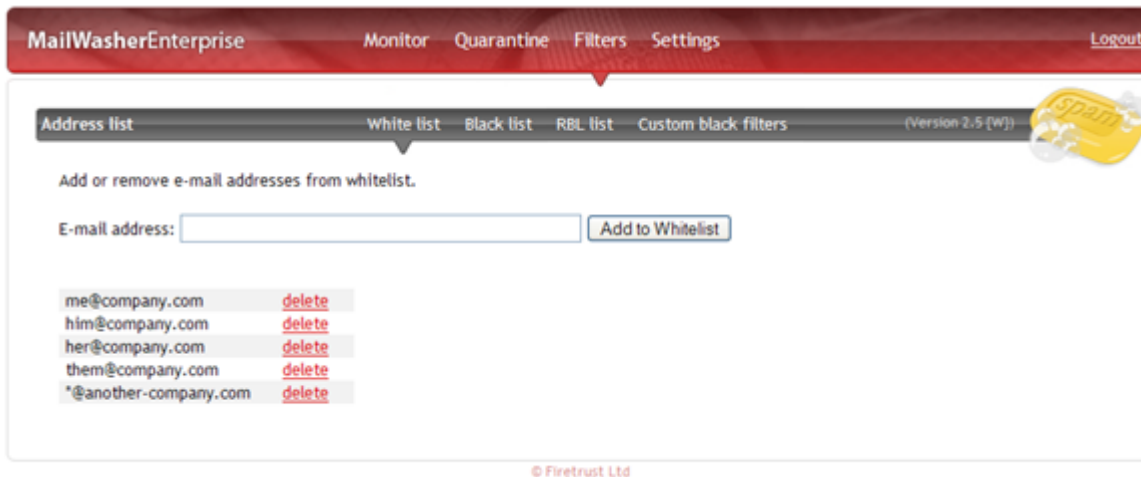 MailWasherEnterprise Monitor Quarantine Filters Settings Logout
Address list White list Black list RBL list Custom black filters (Version 2.5 [W])
spam
Add or remove e-mail addresses from whitelist.
E-mail address: Add to Whitelist
me@company.com delete
him@company.com delete
her@company.com delete
them@company.com delete
*@another-company.com delete
© Firetrust Ltd